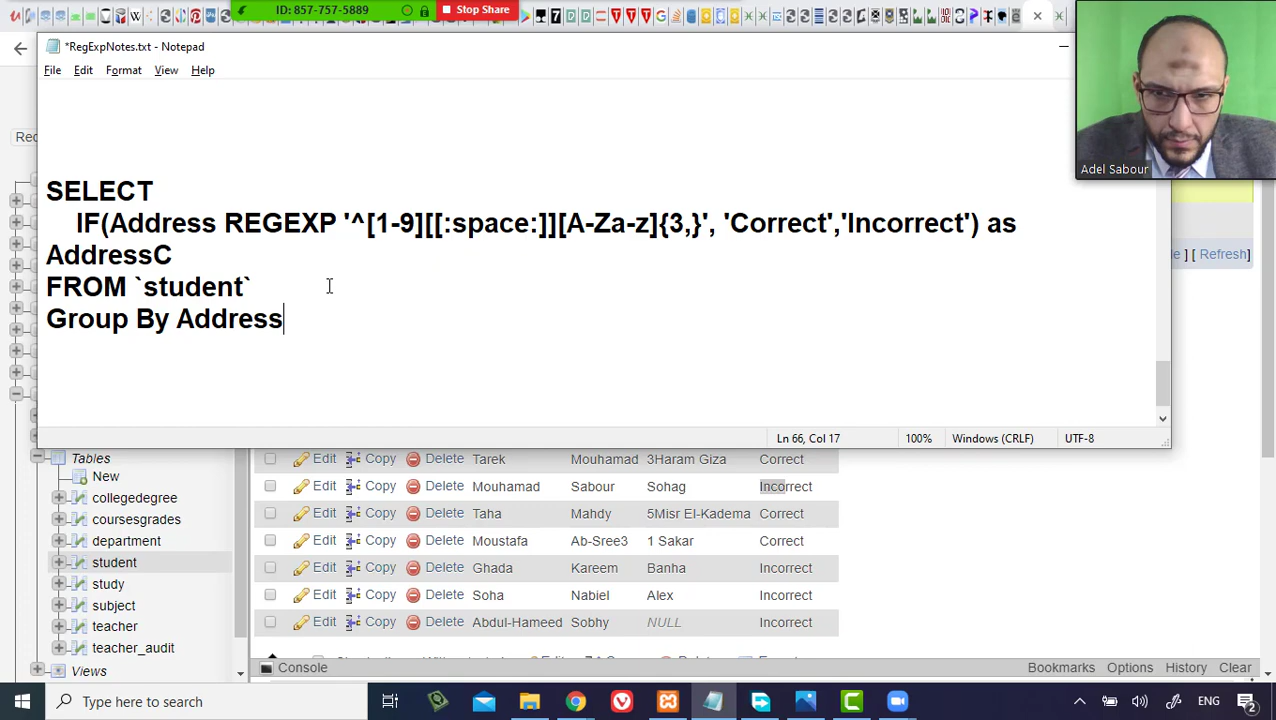 ID: 857-757-5889
Stop Share
*RegExpNotes.txt - Notepad
File Edit Format View Help
Adel Sabour
Rec
SELECT
IF(Address REGEXP '^[1-9][[:space:]][A-Za-z]{3,}', 'Correct','Incorrect') as
AddressC
FROM `student`
Group By Address
] [ Refresh]
Ln 66, Col 17 100% Windows (CRLF) UTF-8
Tables
New
collegedegree
coursesgrades
department
student
study
subject
teacher
teacher_audit
Views
Edit Copy Delete Tarek Mouhamad 3Haram Giza Correct
Edit Copy Delete Mouhamad Sabour Sohag Incorrect
Edit Copy Delete Taha Mahdy 5Misr El-Kadema Correct
Edit Copy Delete Moustafa Ab-Sree3 1 Sakar Correct
Edit Copy Delete Ghada Kareem Banha Incorrect
Edit Copy Delete Soha Nabiel Alex Incorrect
Edit Copy Delete Abdul-Hameed Sobhy NULL Incorrect
Console Bookmarks Options History Clear
Type here to search
ENG
2